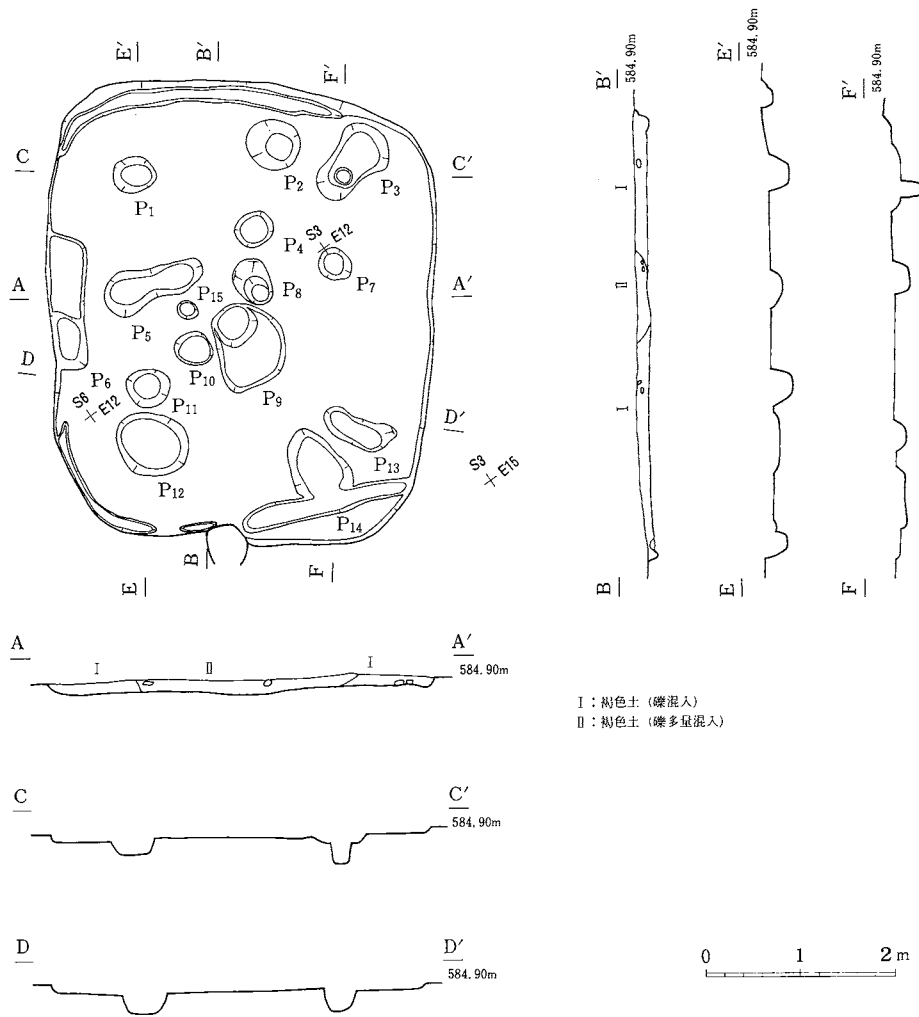 E′ B′ F′
C C′
P1 P2 P3
P4 S3 E12
P7
A A′
P5 P15 P8
D
P6 P10 P9
S6 E12 P11
D′
P12 P13 S3 E15
P14
E B F
B′ 584.90m
E′ 584.90m
F′ 584.90m
I
II
I
B E F
A A′
I II I 584.90m
I：褐色土（礫混入）
II：褐色土（礫多量混入）
C C′
584.90m
D D′
584.90m
0 1 2 m